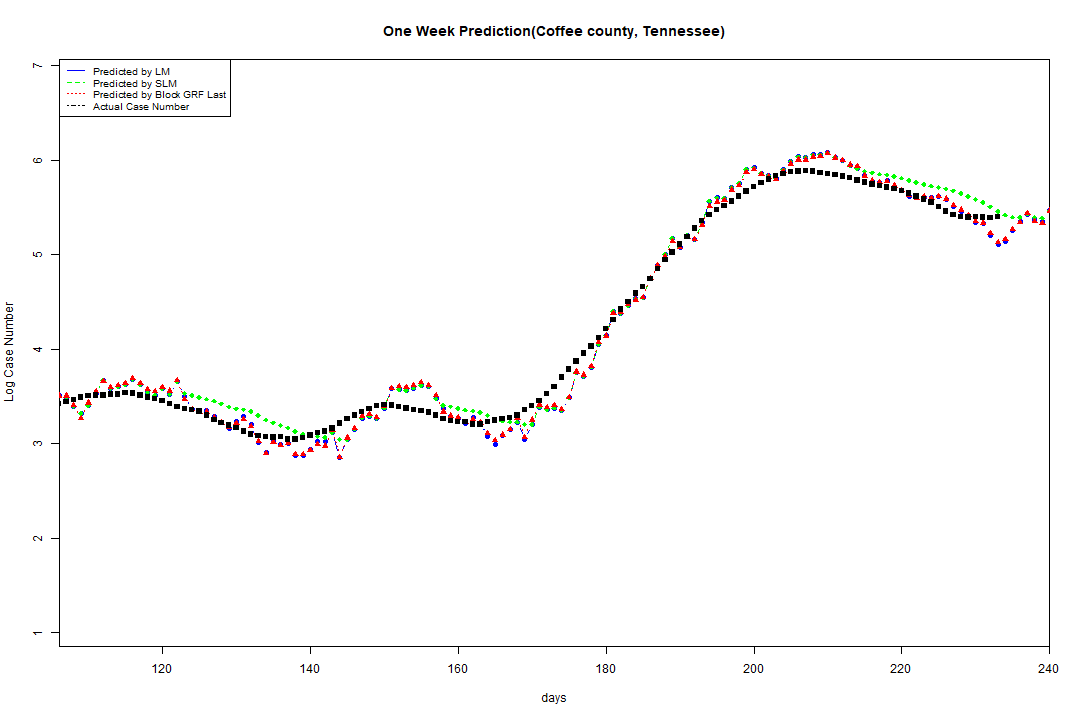 One Week Prediction(Coffee county, Tennessee)
Predicted by LM
Predicted by SLM
Predicted by Block GRF Last
Actual Case Number
7
6
5
4
3
2
1
Log Case Number
120 140 160 180 200 220 240
days